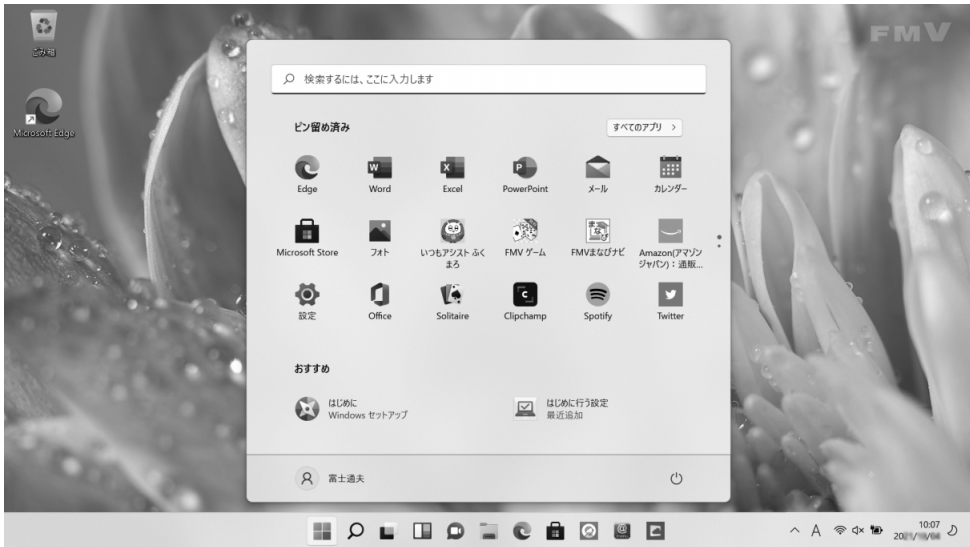 ごみ箱
FMV
Microsoft Edge
検索するには、ここに入力します
ピン留め済み
すべてのアプリ >
Edge
Word
Excel
PowerPoint
メール
カレンダー
Microsoft Store
フォト
いつもアシスト ふく
まろ
FMV ゲーム
FMVまなびナビ
Amazon(アマゾン
ジャパン)：通販...
設定
Office
Solitaire
Clipchamp
Spotify
Twitter
おすすめ
はじめに
Windows セットアップ
はじめに行う設定
最近追加
富士通夫
A
10:07